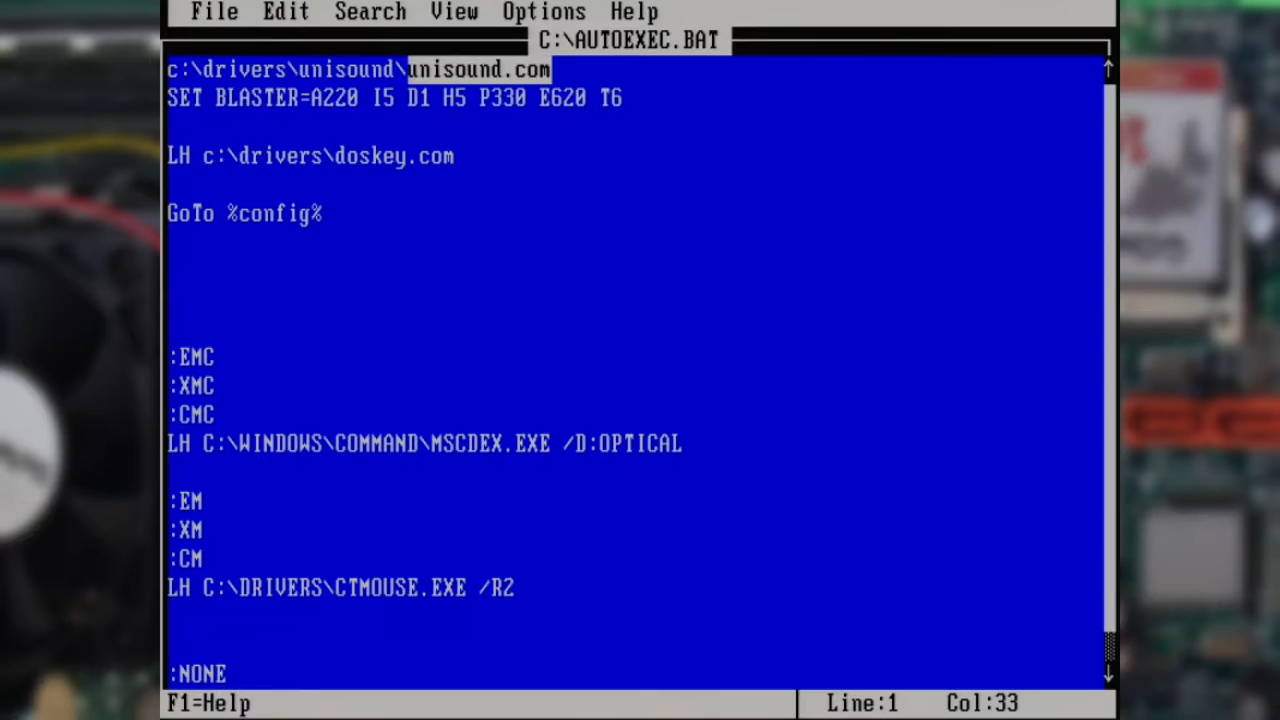 File Edit Search View Options Help
C:\AUTOEXEC.BAT
c:\drivers\unisound\unisound.com
SET BLASTER=A220 I5 D1 H5 P330 E620 T6
LH c:\drivers\doskey.com
GoTo %config%
:EMC
:XMC
:CMC
LH C:\WINDOWS\COMMAND\MSCDEX.EXE /D:OPTICAL
:EM
:XM
:CM
LH C:\DRIVERS\CTMOUSE.EXE /R2
:NONE
F1=Help Line:1 Col:33